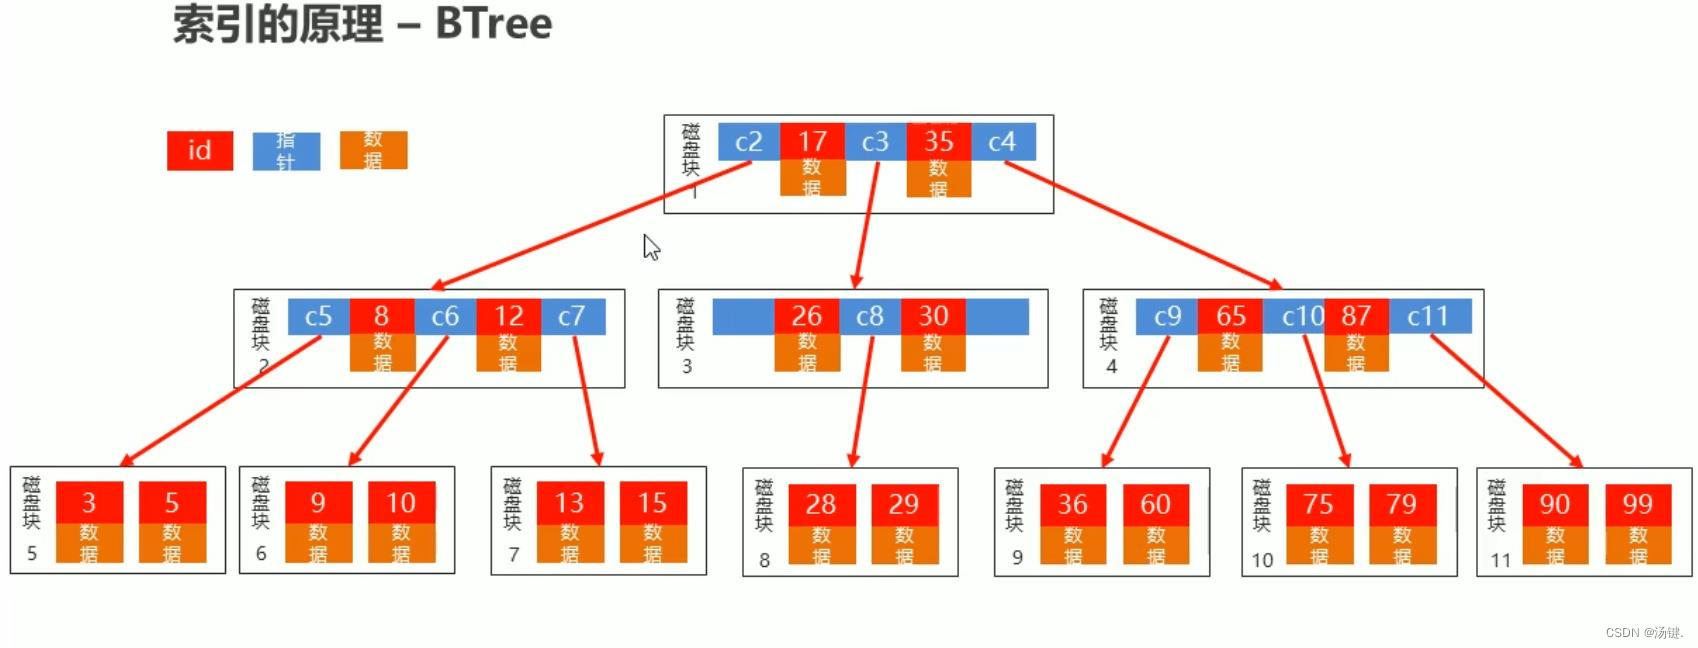 索引的原理 – BTree
id 指针 数据
磁盘块 1 c2 17 c3 35 c4
数据 数据
磁盘块 2 c5 8 c6 12 c7
数据 数据
磁盘块 3 26 c8 30
数据 数据
磁盘块 4 c9 65 c10 87 c11
数据 数据
磁盘块 5 3 5
数据 数据
磁盘块 6 9 10
数据 数据
磁盘块 7 13 15
数据 数据
磁盘块 8 28 29
数据 数据
磁盘块 9 36 60
数据 数据
磁盘块 10 75 79
数据 数据
磁盘块 11 90 99
数据 数据
CSDN @汤键.